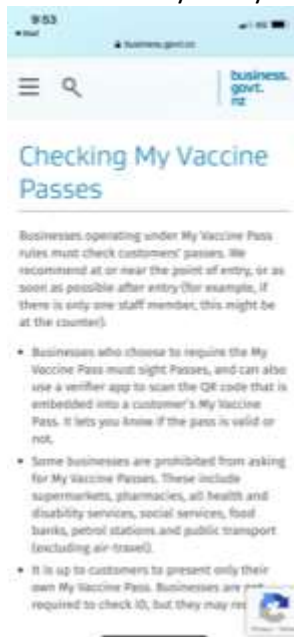 9:53
business.govt.nz
business.
govt.
nz
Checking My Vaccine
Passes
Businesses operating under My Vaccine Pass
rules must check customers' passes. We
recommend at or near the point of entry, or as
soon as possible after entry (for example, if
there is only one staff member, this might be
at the counter).
• Businesses who choose to require the My
Vaccine Pass must sight Passes, and can also
use a verifier app to scan the QR code that is
embedded into a customer's My Vaccine
Pass. It lets you know if the pass is valid or
not.
• Some businesses are prohibited from asking
for My Vaccine Passes. These include
supermarkets, pharmacies, all health and
disability services, social services, food
banks, petrol stations and public transport
(excluding air-travel).
• It is up to customers to present only their
own My Vaccine Pass. Businesses are not
required to check ID, but they may